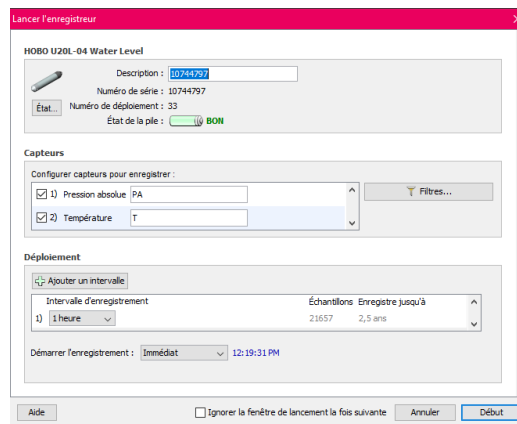 Lancer l'enregistreur
HOBO U20L-04 Water Level
Description : 10744797
Numéro de série : 10744797
État... Numéro de déploiement : 33
État de la pile : BON
Capteurs
Configurer capteurs pour enregistrer :
1) Pression absolue PA
Filtres...
2) Température T
Déploiement
Ajouter un intervalle
Intervalle d'enregistrement Échantillons Enregistre jusqu'à
1) 1 heure 21657 2,5 ans
Démarrer l'enregistrement : Immédiat 12:19:31 PM
Aide Ignorer la fenêtre de lancement la fois suivante Annuler Début